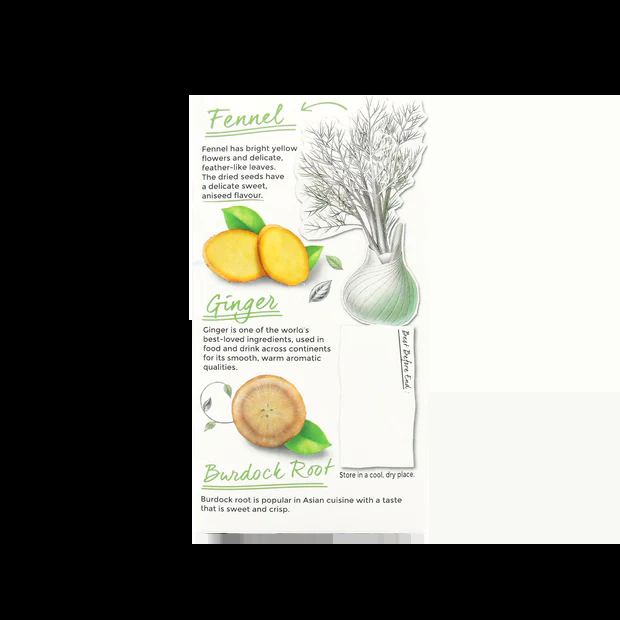 Fennel
Fennel has bright yellow
flowers and delicate,
feather-like leaves.
The dried seeds have
a delicate sweet,
aniseed flavour.
Ginger
Ginger is one of the world's
best-loved ingredients, used in
food and drink across continents
for its smooth, warm aromatic
qualities.
Best Before End:
Burdock Root
Store in a cool, dry place.
Burdock root is popular in Asian cuisine with a taste
that is sweet and crisp.